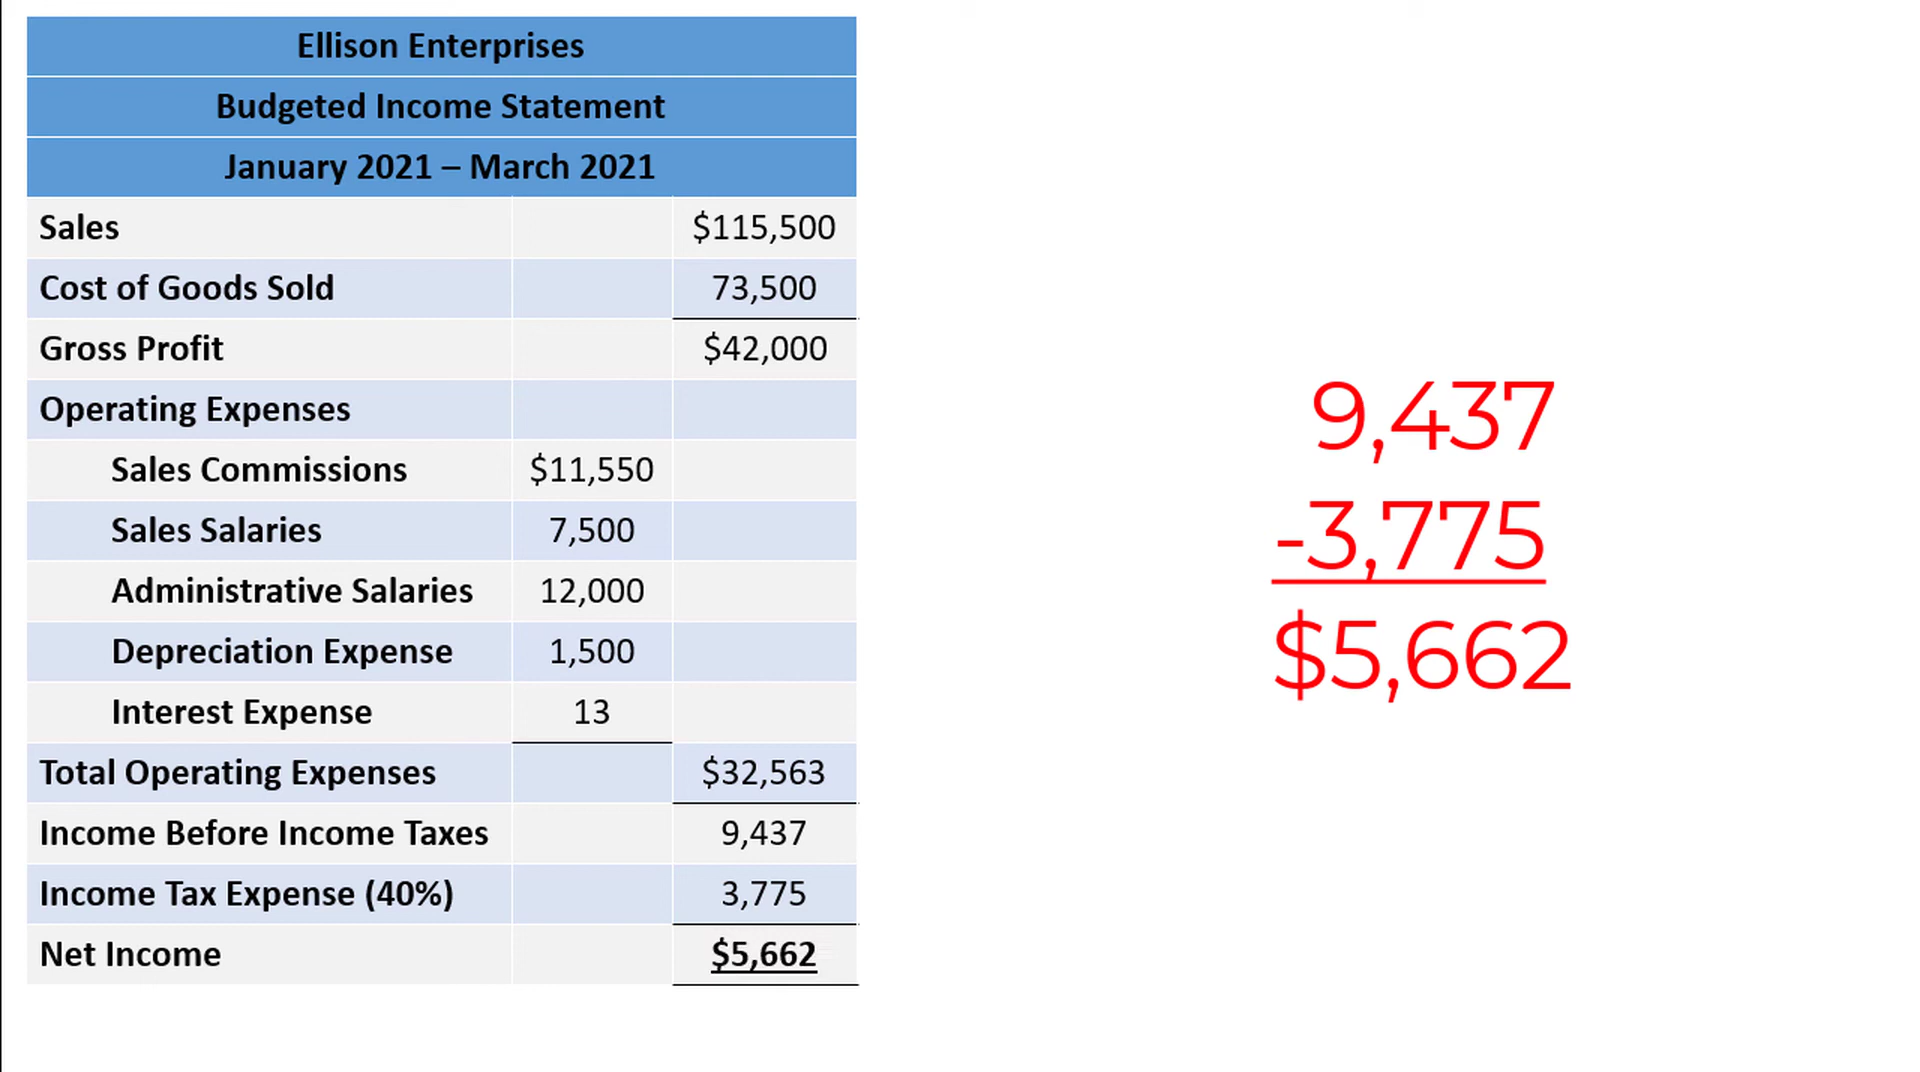 Ellison Enterprises
Budgeted Income Statement
January 2021 – March 2021
Sales $115,500
Cost of Goods Sold 73,500
Gross Profit $42,000
Operating Expenses
Sales Commissions $11,550
Sales Salaries 7,500
Administrative Salaries 12,000
Depreciation Expense 1,500
Interest Expense 13
Total Operating Expenses $32,563
Income Before Income Taxes 9,437
Income Tax Expense (40%) 3,775
Net Income $5,662
9,437
-3,775
$5,662